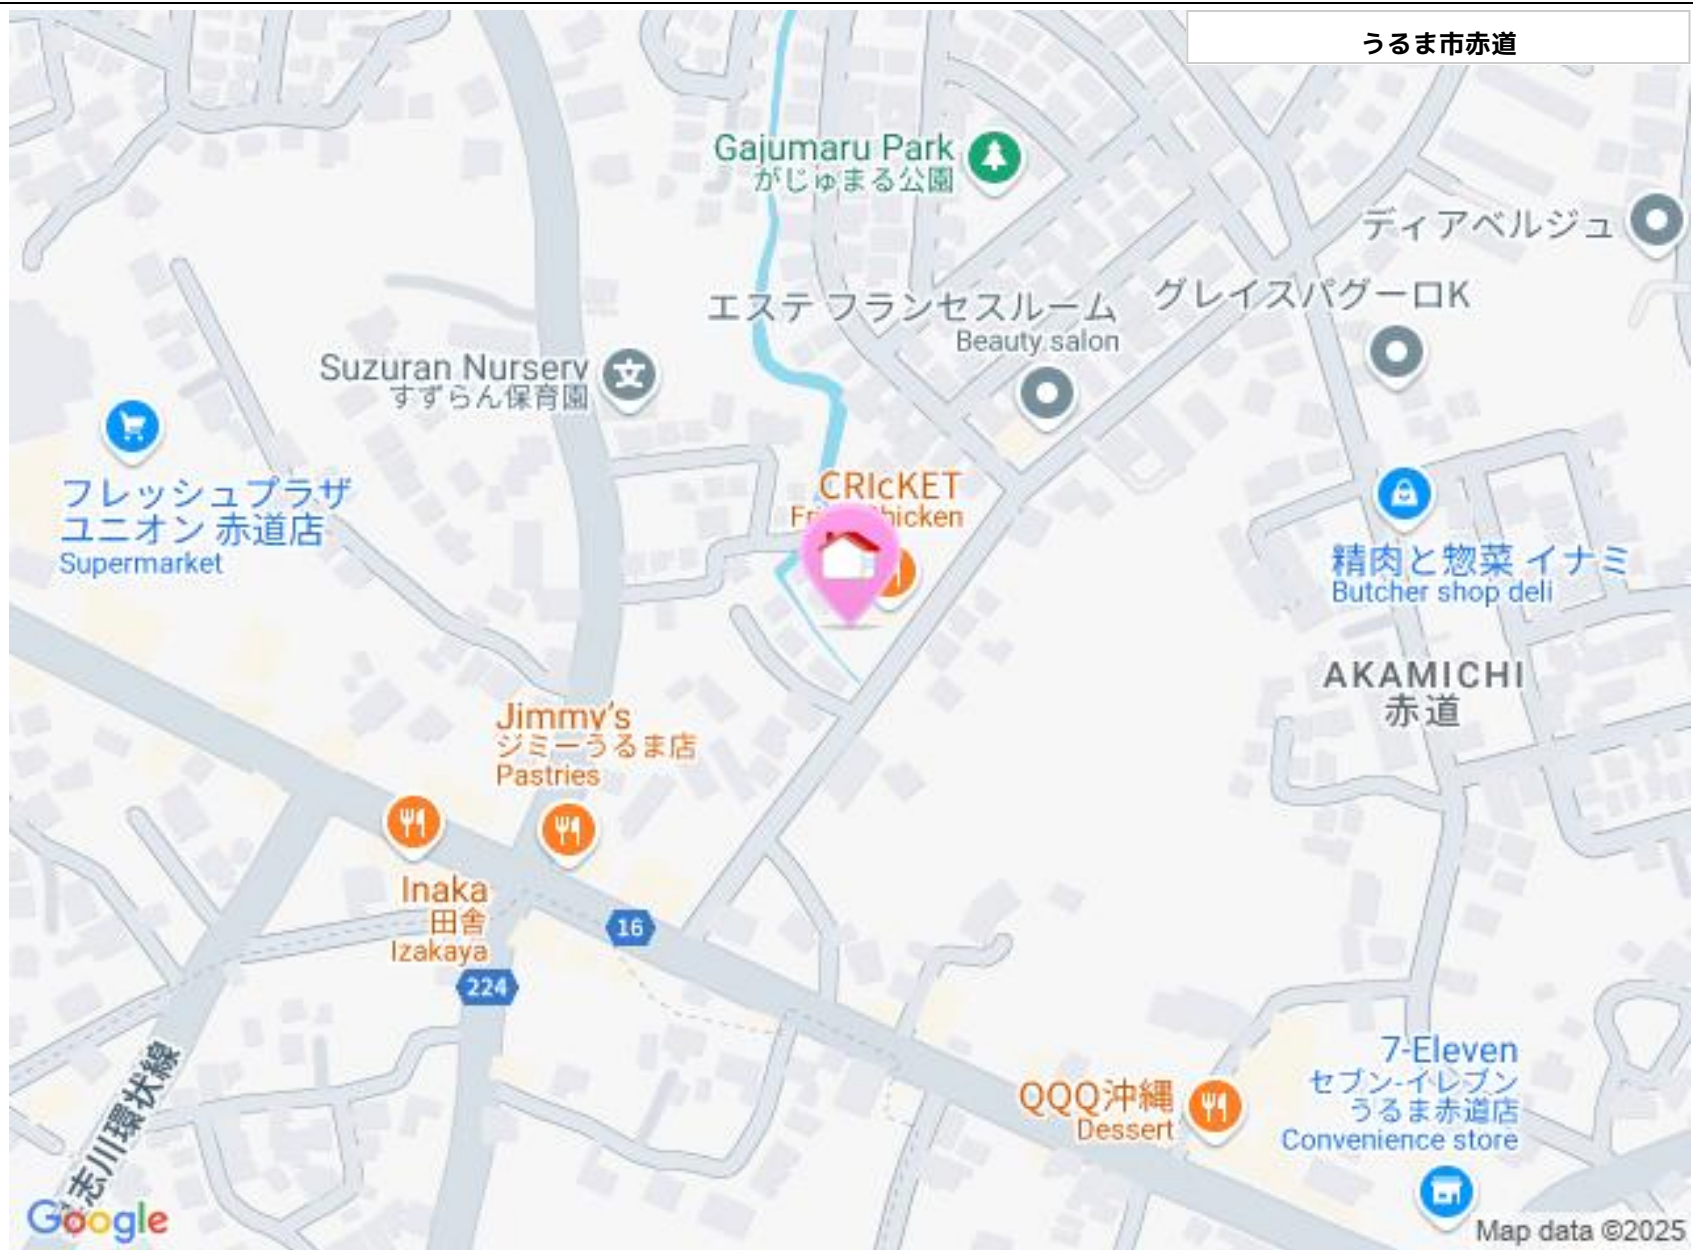 うるま市赤道
Gajumaru Park
がじゅまる公園
ディアベルジュ
エステ フランセスルーム
Beauty salon
グレイスパグーロK
Suzuran Nursery
すずらん保育園
フレッシュプラザ
ユニオン 赤道店
Supermarket
CRIcKET
精肉と惣菜 イナミ
Butcher shop deli
AKAMICHI
赤道
Jimmy's
ジミーうるま店
Pastries
Inaka
田舎
Izakaya
16
224
志川環状線
7-Eleven
セブン-イレブン
うるま赤道店
Convenience store
QQQ沖縄
Dessert
Google
Map data ©2025